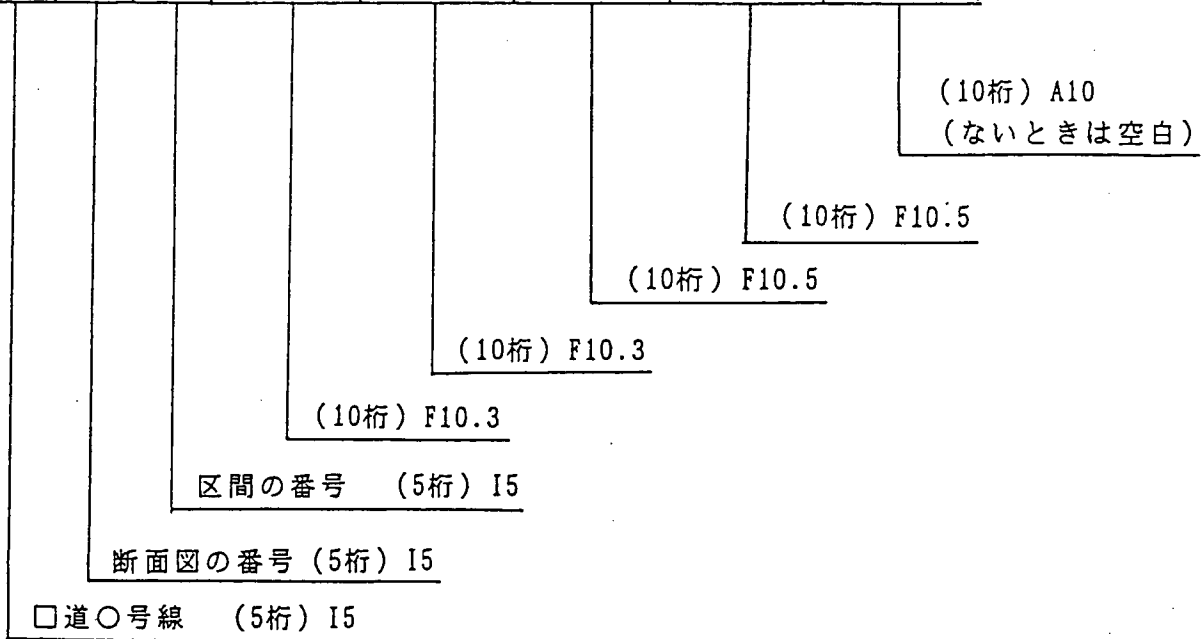 (10桁) A10
(ないときは空白)
(10桁) F10.5
(10桁) F10.5
(10桁) F10.3
(10桁) F10.3
区間の番号 (5桁) I5
断面図の番号 (5桁) I5
□道○号線 (5桁) I5